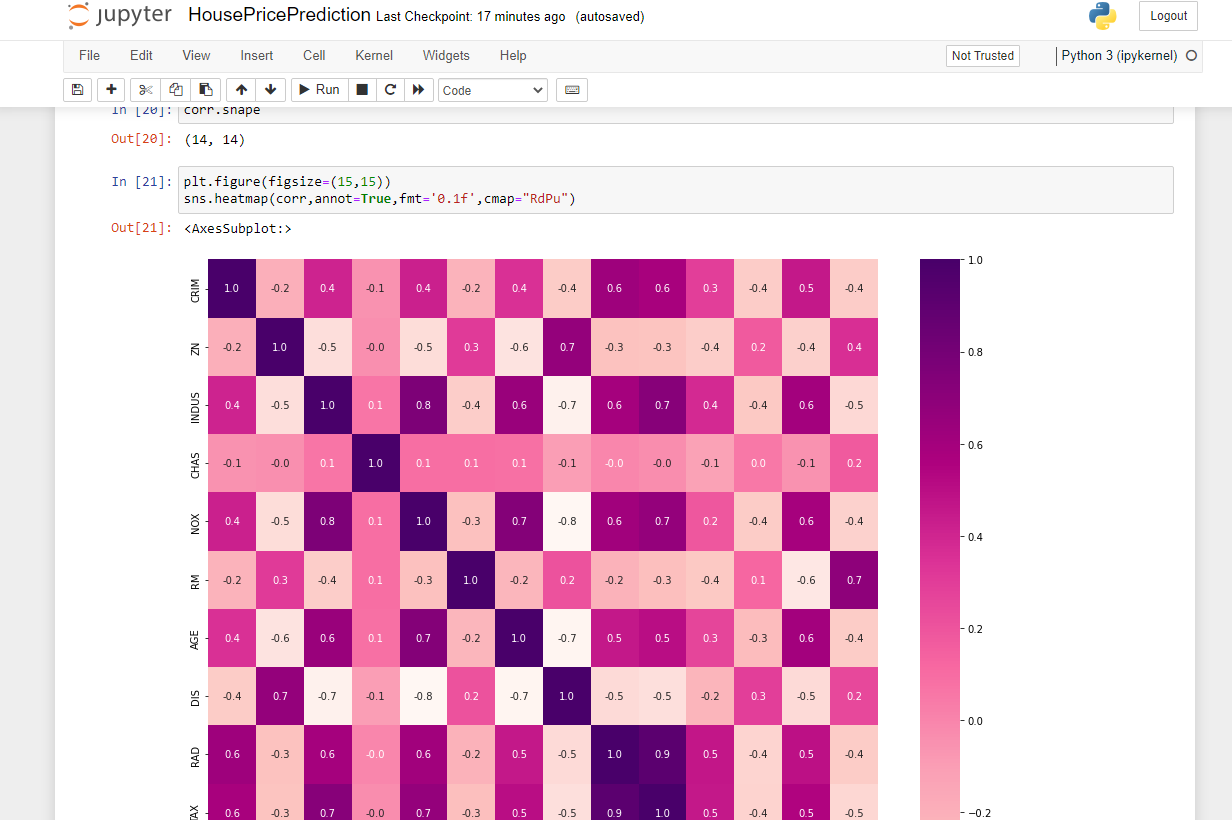 jupyter HousePricePrediction Last Checkpoint: 17 minutes ago (autosaved) Logout
File Edit View Insert Cell Kernel Widgets Help Not Trusted Python 3 (ipykernel)
Run Code
In [20]: corr.shape
Out[20]: (14, 14)
In [21]: plt.figure(figsize=(15,15))
sns.heatmap(corr,annot=True,fmt='0.1f',cmap="RdPu")
Out[21]: <AxesSubplot:>
CRIM 1.0 -0.2 0.4 -0.1 0.4 -0.2 0.4 -0.4 0.6 0.6 0.3 -0.4 0.5 -0.4
ZN -0.2 1.0 -0.5 -0.0 -0.5 0.3 -0.6 0.7 -0.3 -0.3 -0.4 0.2 -0.4 0.4
INDUS 0.4 -0.5 1.0 0.1 0.8 -0.4 0.6 -0.7 0.6 0.7 0.4 -0.4 0.6 -0.5
CHAS -0.1 -0.0 0.1 1.0 0.1 0.1 0.1 -0.1 -0.0 -0.0 -0.1 0.0 -0.1 0.2
NOX 0.4 -0.5 0.8 0.1 1.0 -0.3 0.7 -0.8 0.6 0.7 0.2 -0.4 0.6 -0.4
RM -0.2 0.3 -0.4 0.1 -0.3 1.0 -0.2 0.2 -0.2 -0.3 -0.4 0.1 -0.6 0.7
AGE 0.4 -0.6 0.6 0.1 0.7 -0.2 1.0 -0.7 0.5 0.5 0.3 -0.3 0.6 -0.4
DIS -0.4 0.7 -0.7 -0.1 -0.8 0.2 -0.7 1.0 -0.5 -0.5 -0.2 0.3 -0.5 0.2
RAD 0.6 -0.3 0.6 -0.0 0.6 -0.2 0.5 -0.5 1.0 0.9 0.5 -0.4 0.5 -0.4
AX 0.6 -0.3 0.7 -0.0 0.7 -0.3 0.5 -0.5 0.9 1.0 0.5 -0.4 0.5 -0.5
1.0
0.8
0.6
0.4
0.2
0.0
-0.2